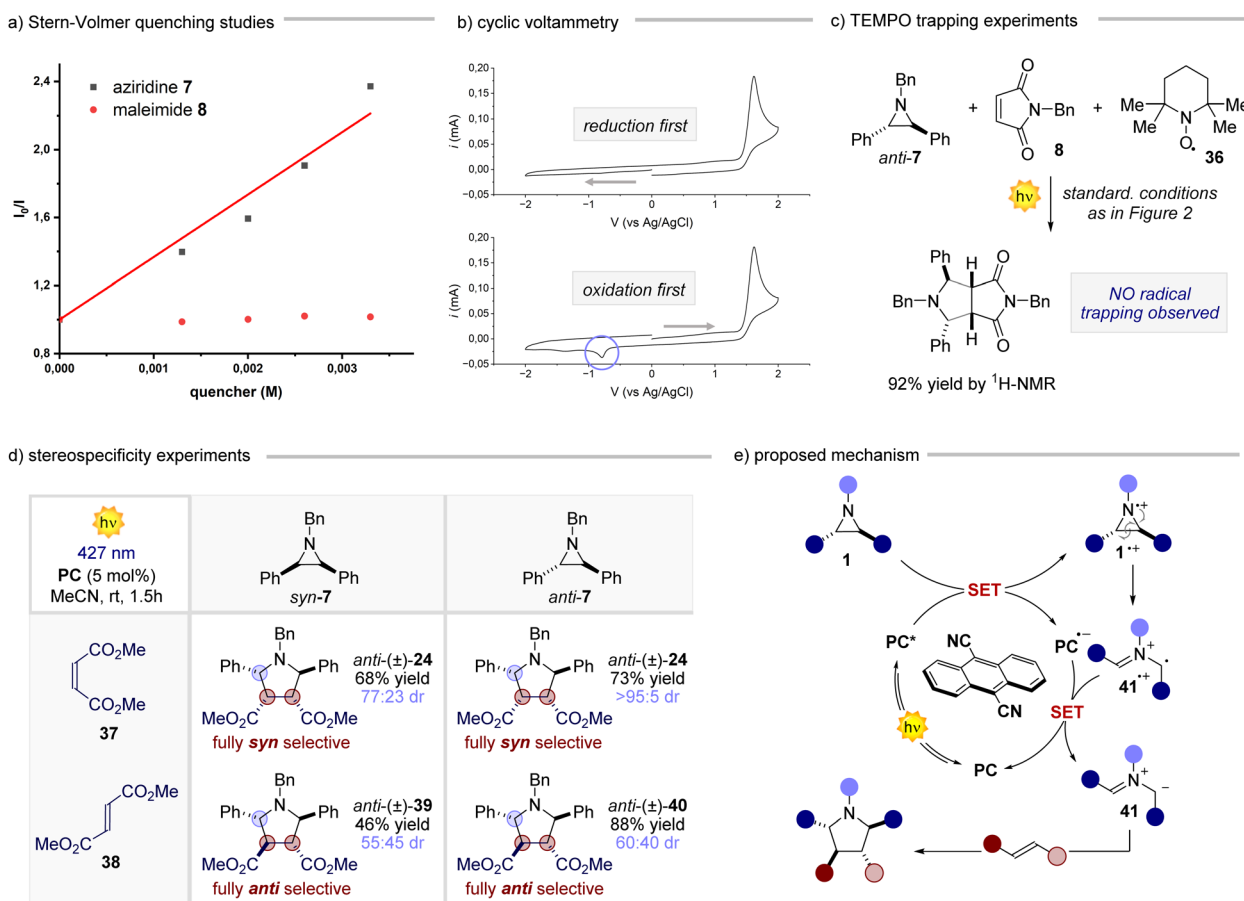 a) Stern-Volmer quenching studies
2,4
2,0
1,6
1,2
0,8
I0/I
aziridine 7
maleimide 8
0,000
0,001
0,002
0,003
quencher (M)
b) cyclic voltammetry
0,20
0,15
0,10
0,05
0,00
−0,05
i (mA)
reduction first
−2
−1
0
1
2
V (vs Ag/AgCl)
0,20
0,15
0,10
0,05
0,00
−0,05
i (mA)
oxidation first
−2
−1
0
1
2
V (vs Ag/AgCl)
c) TEMPO trapping experiments
Bn
N
Ph
Ph
anti-7
+
O
N
Bn
O
8
+
Me
Me
Me
Me
N
O•
36
hν
standard. conditions
as in Figure 2
Ph
H
O
BnN
N
Bn
Ph
H
O
NO radical
trapping observed
92% yield by 1H-NMR
d) stereospecificity experiments
hν
427 nm
PC (5 mol%)
MeCN, rt, 1.5h
Bn
N
Ph
Ph
syn-7
Bn
N
Ph
Ph
anti-7
CO2Me
CO2Me
37
Bn
N
Ph
Ph
MeO2C
CO2Me
anti-(±)-24
68% yield
77:23 dr
fully syn selective
Bn
N
Ph
Ph
MeO2C
CO2Me
anti-(±)-24
73% yield
>95:5 dr
fully syn selective
CO2Me
MeO2C
38
Bn
N
Ph
Ph
MeO2C
CO2Me
anti-(±)-39
46% yield
55:45 dr
fully anti selective
Bn
N
Ph
Ph
MeO2C
CO2Me
anti-(±)-40
88% yield
60:40 dr
fully anti selective
e) proposed mechanism
N
1
N•+
1•+
SET
PC*
NC
CN
PC•−
N+
•
41•+
SET
hν
PC
N+
−
41
N